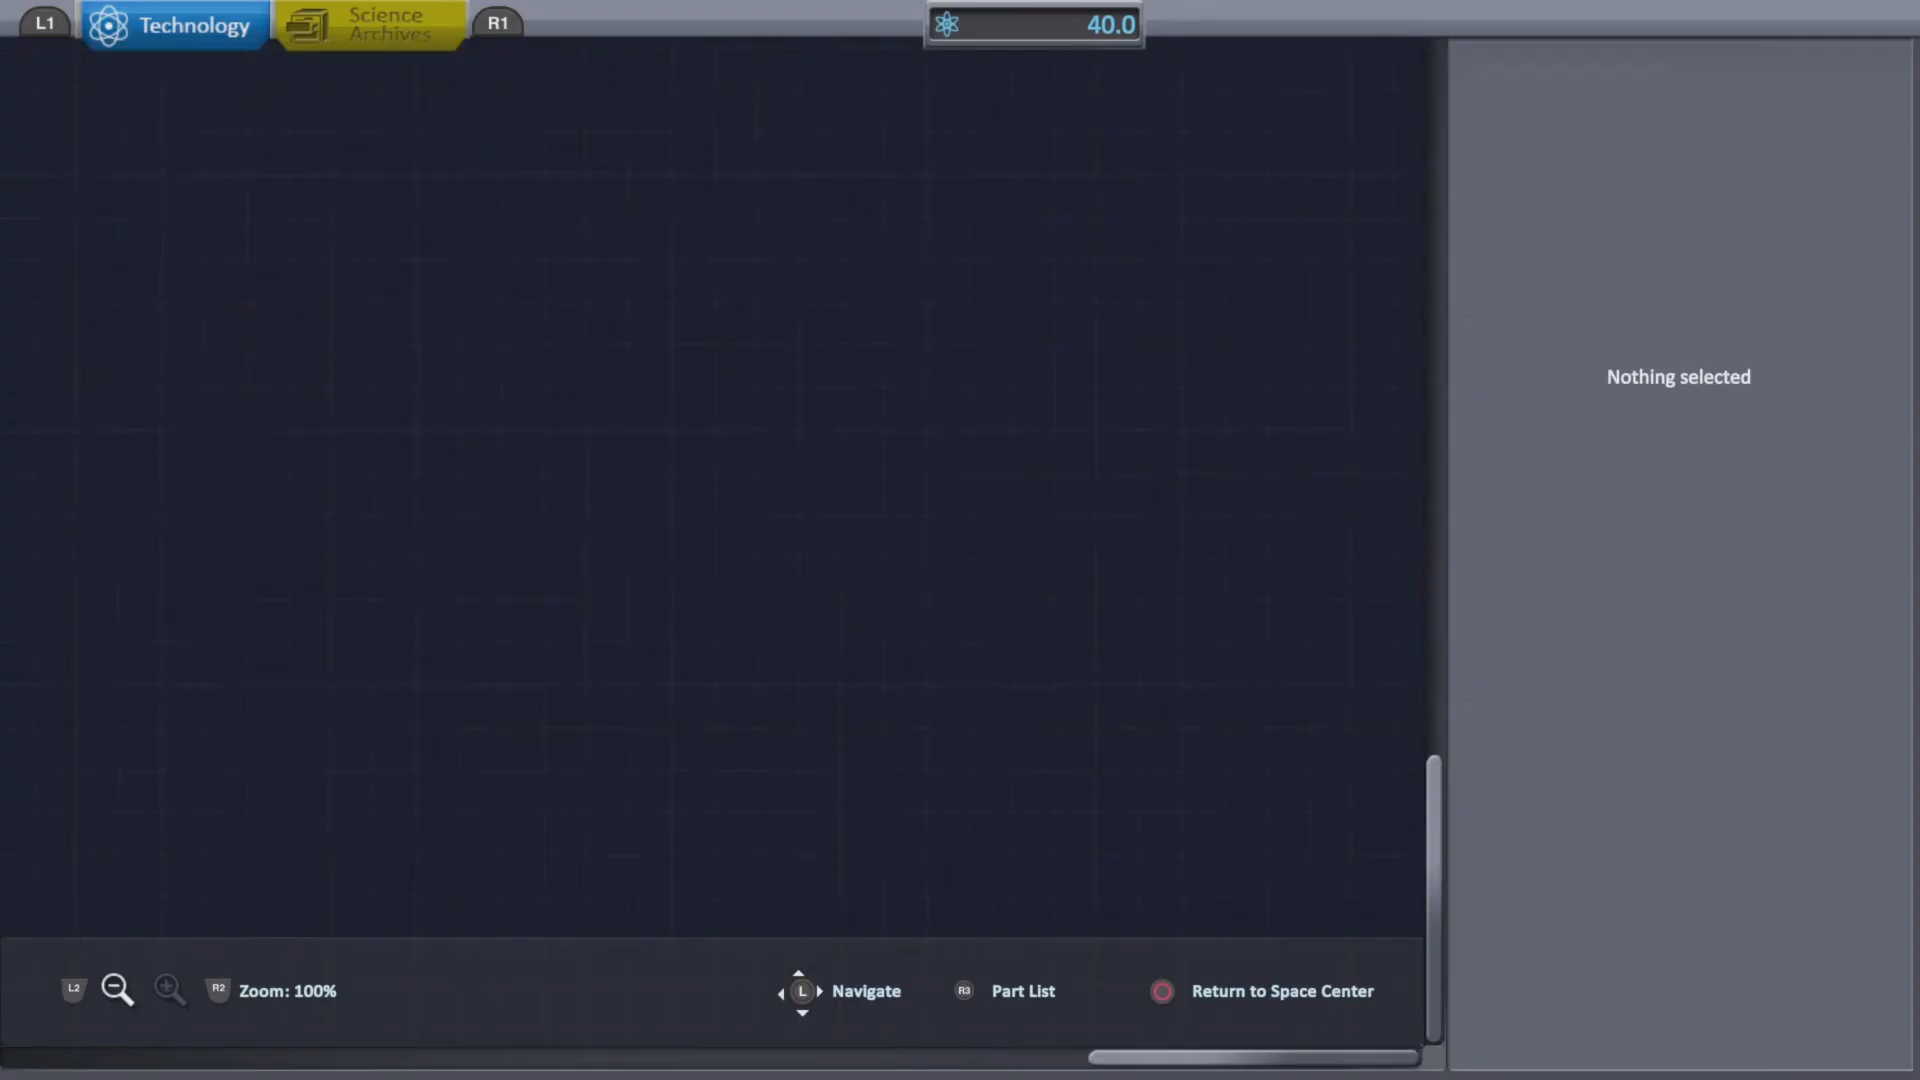 L1
Technology
Science
Archives
R1
40.0
Nothing selected
L2
R2
Zoom: 100%
L
Navigate
R3
Part List
Return to Space Center